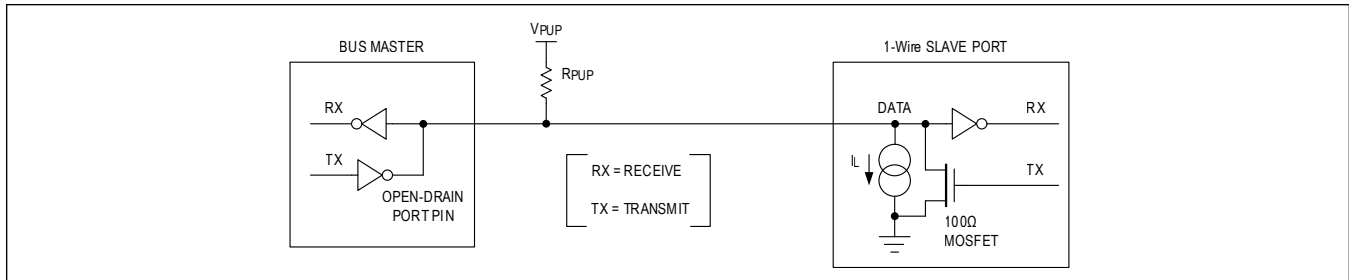 VPUP
BUS MASTER
1-Wire SLAVE PORT
RPUP
RX
DATA
RX
TX
IL
TX
RX = RECEIVE
OPEN-DRAIN
PORT PIN
TX = TRANSMIT
100Ω
MOSFET